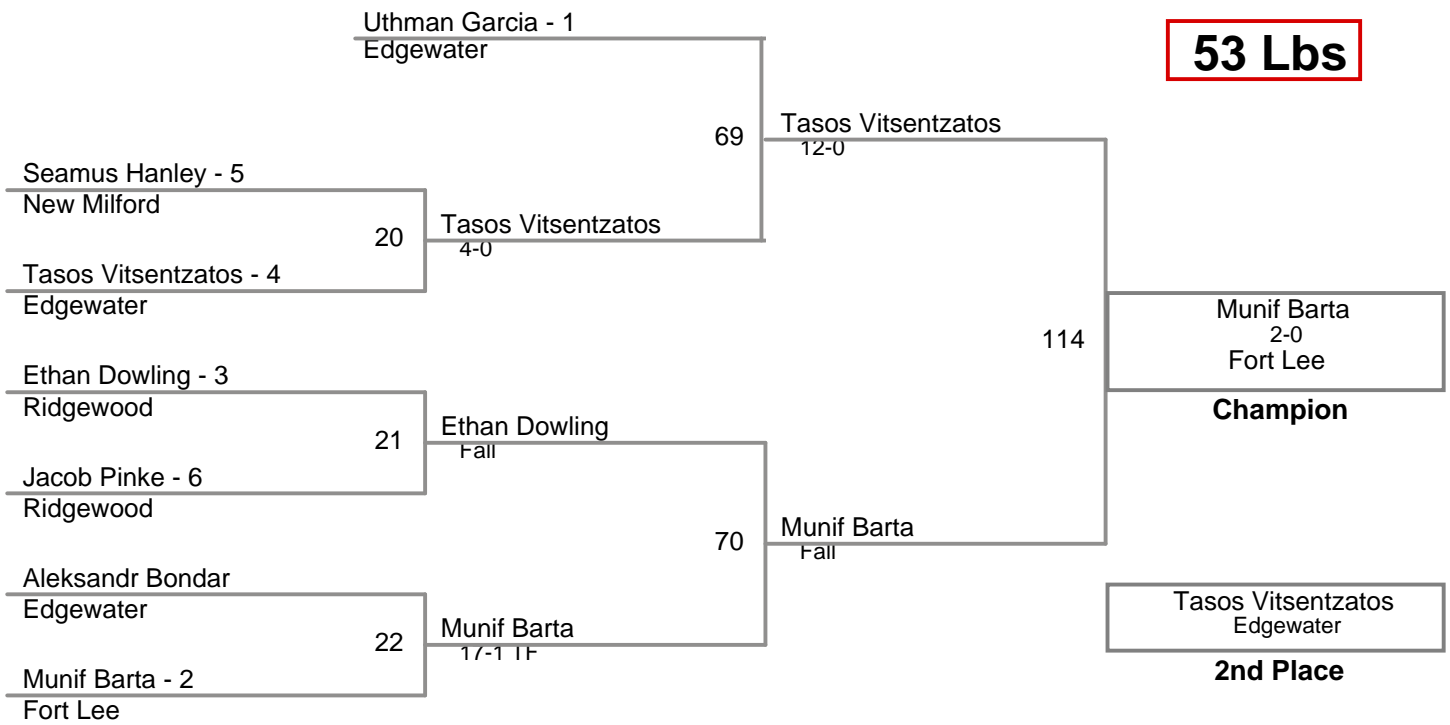 Uthman Garcia - 1
Edgewater
53 Lbs
69
Tasos Vitsentzatos
12-0
Seamus Hanley - 5
New Milford
20
Tasos Vitsentzatos
4-0
Tasos Vitsentzatos - 4
Edgewater
114
Munif Barta
2-0
Fort Lee
Champion
Ethan Dowling - 3
Ridgewood
21
Ethan Dowling
Fall
Jacob Pinke - 6
Ridgewood
70
Munif Barta
Fall
Aleksandr Bondar
Edgewater
22
Munif Barta
17-1 TF
Munif Barta - 2
Fort Lee
Tasos Vitsentzatos
Edgewater
2nd Place